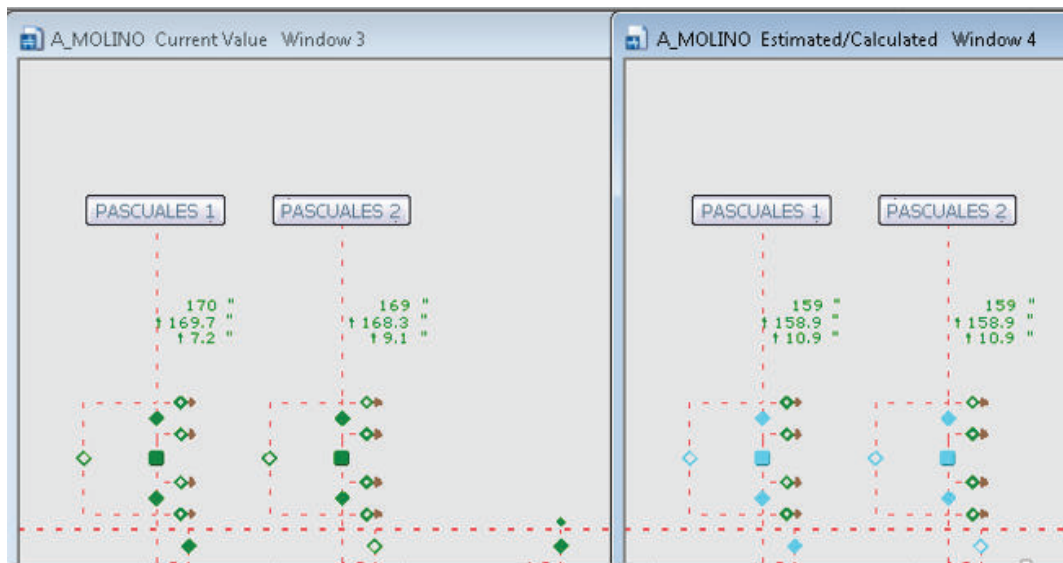 A_MOLINO Current Value Window 3
PASCUALES 1 PASCUALES 2
170 " 169 "
↑ 169.7 " ↑ 168.3 "
↑ 7.2 " ↑ 9.1 "
A_MOLINO Estimated/Calculated Window 4
PASCUALES 1 PASCUALES 2
159 " 159 "
↑ 158.9 " ↑ 158.9 "
↑ 10.9 " ↑ 10.9 "